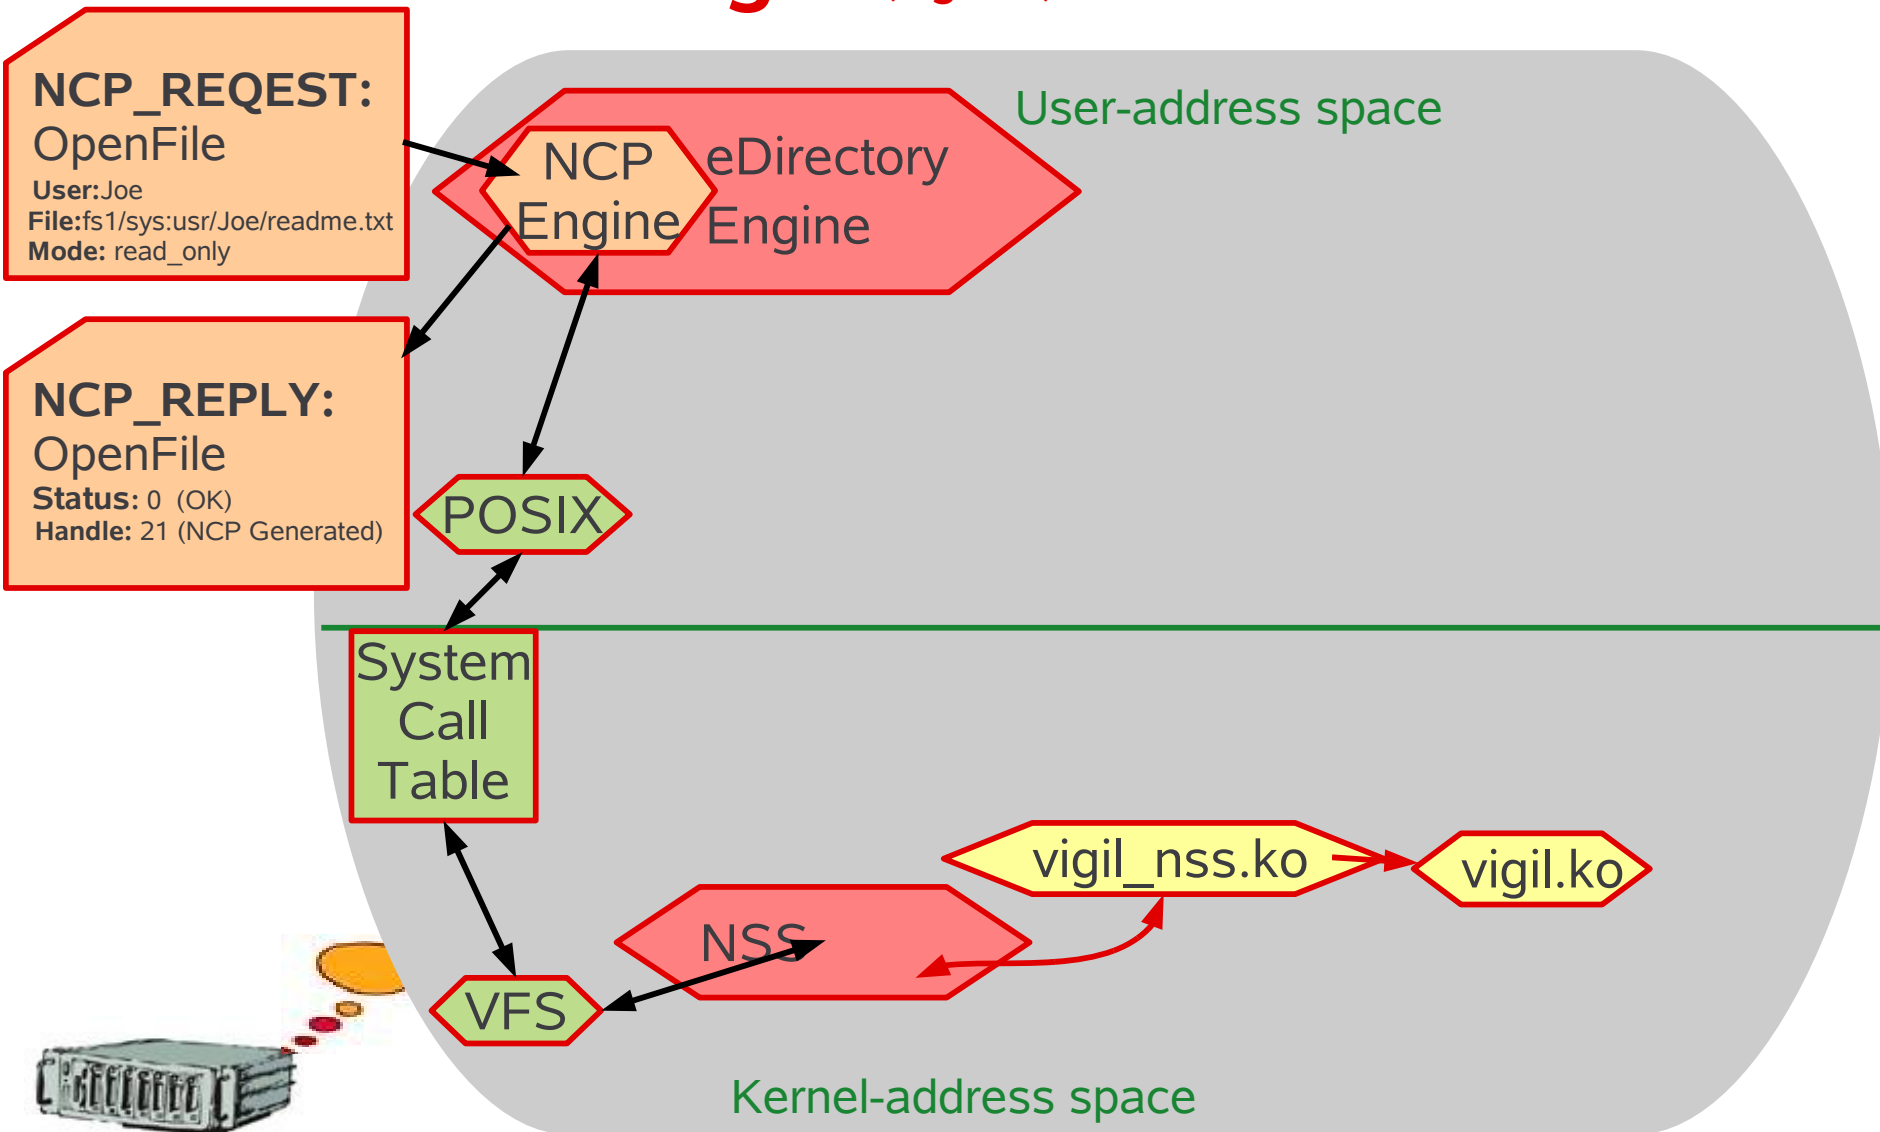 NCP_REQEST:
OpenFile
User:Joe
File:fs1/sys:usr/Joe/readme.txt
Mode: read_only
NCP
Engine
eDirectory
Engine
User-address space
NCP_REPLY:
OpenFile
Status: 0 (OK)
Handle: 21 (NCP Generated)
POSIX
System
Call
Table
vigil_nss.ko
vigil.ko
NSS
VFS
Kernel-address space